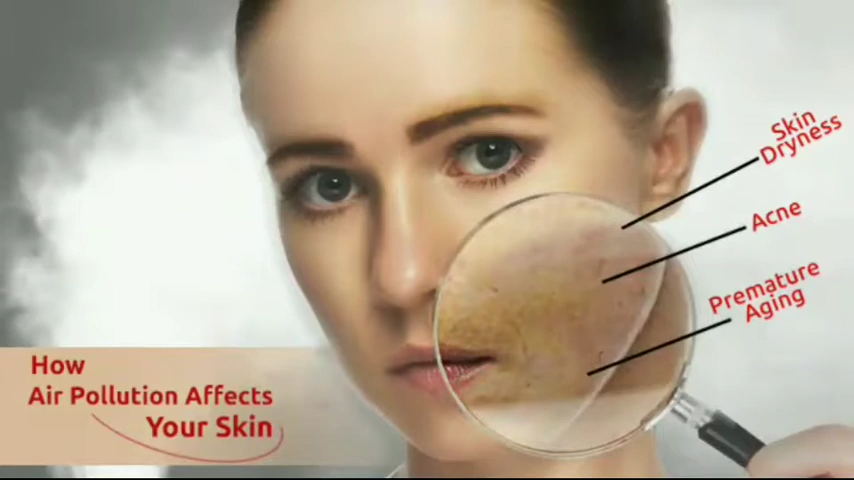 Skin
Dryness
Acne
Premature
Aging
How
Air Pollution Affects
Your Skin